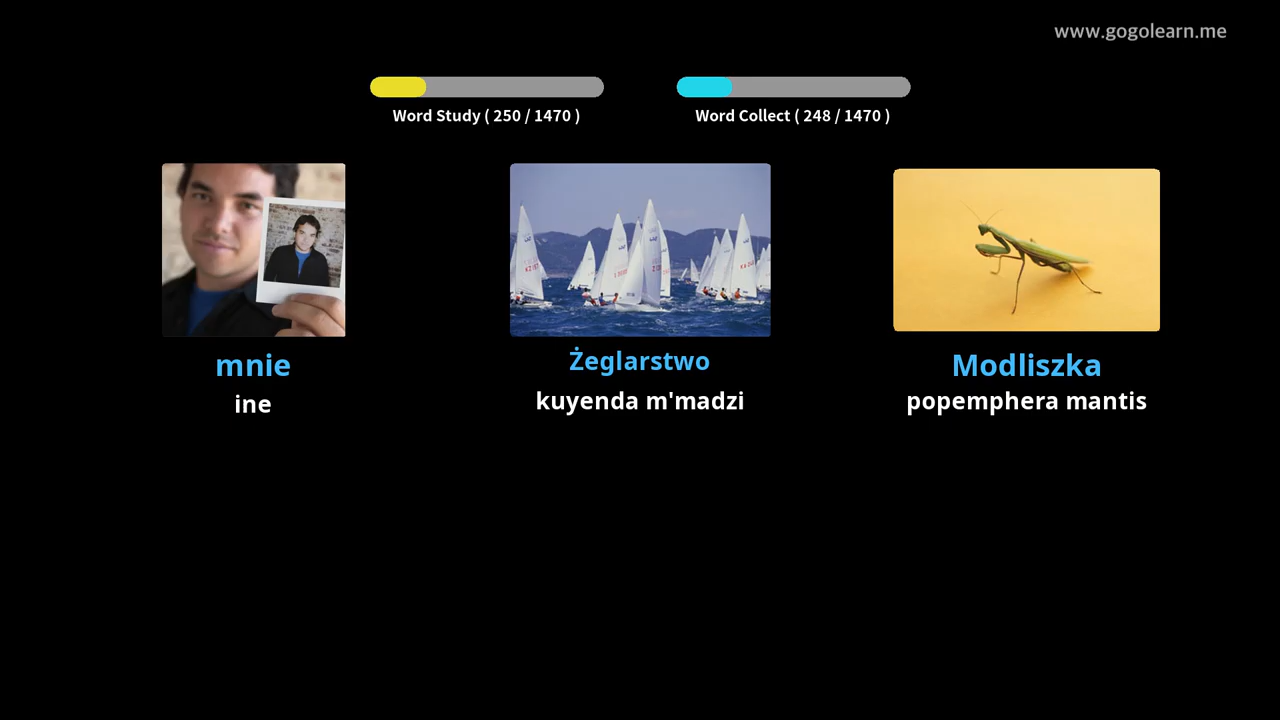 www.gogolearn.me
Word Study ( 250 / 1470 )
Word Collect ( 248 / 1470 )
mnie
ine
Żeglarstwo
kuyenda m'madzi
Modliszka
popemphera mantis